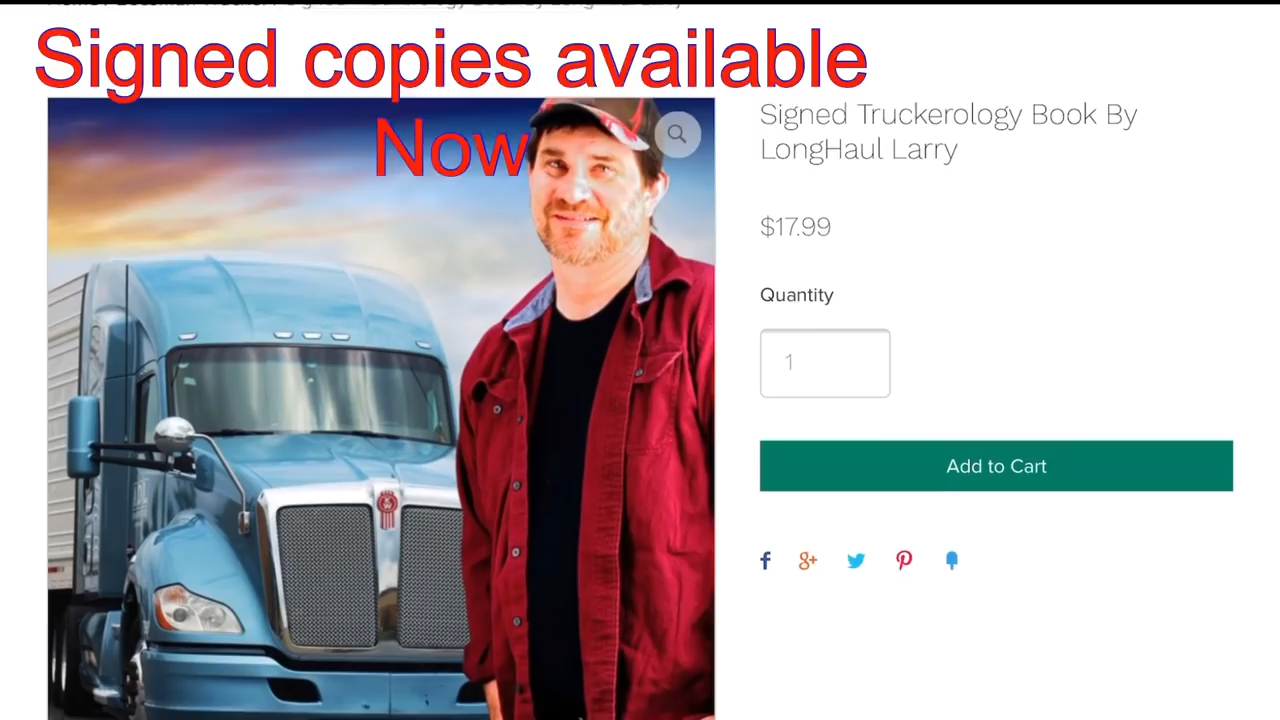 Signed copies available
Now
Signed Truckerology Book By
LongHaul Larry
$17.99
Quantity
1
Add to Cart